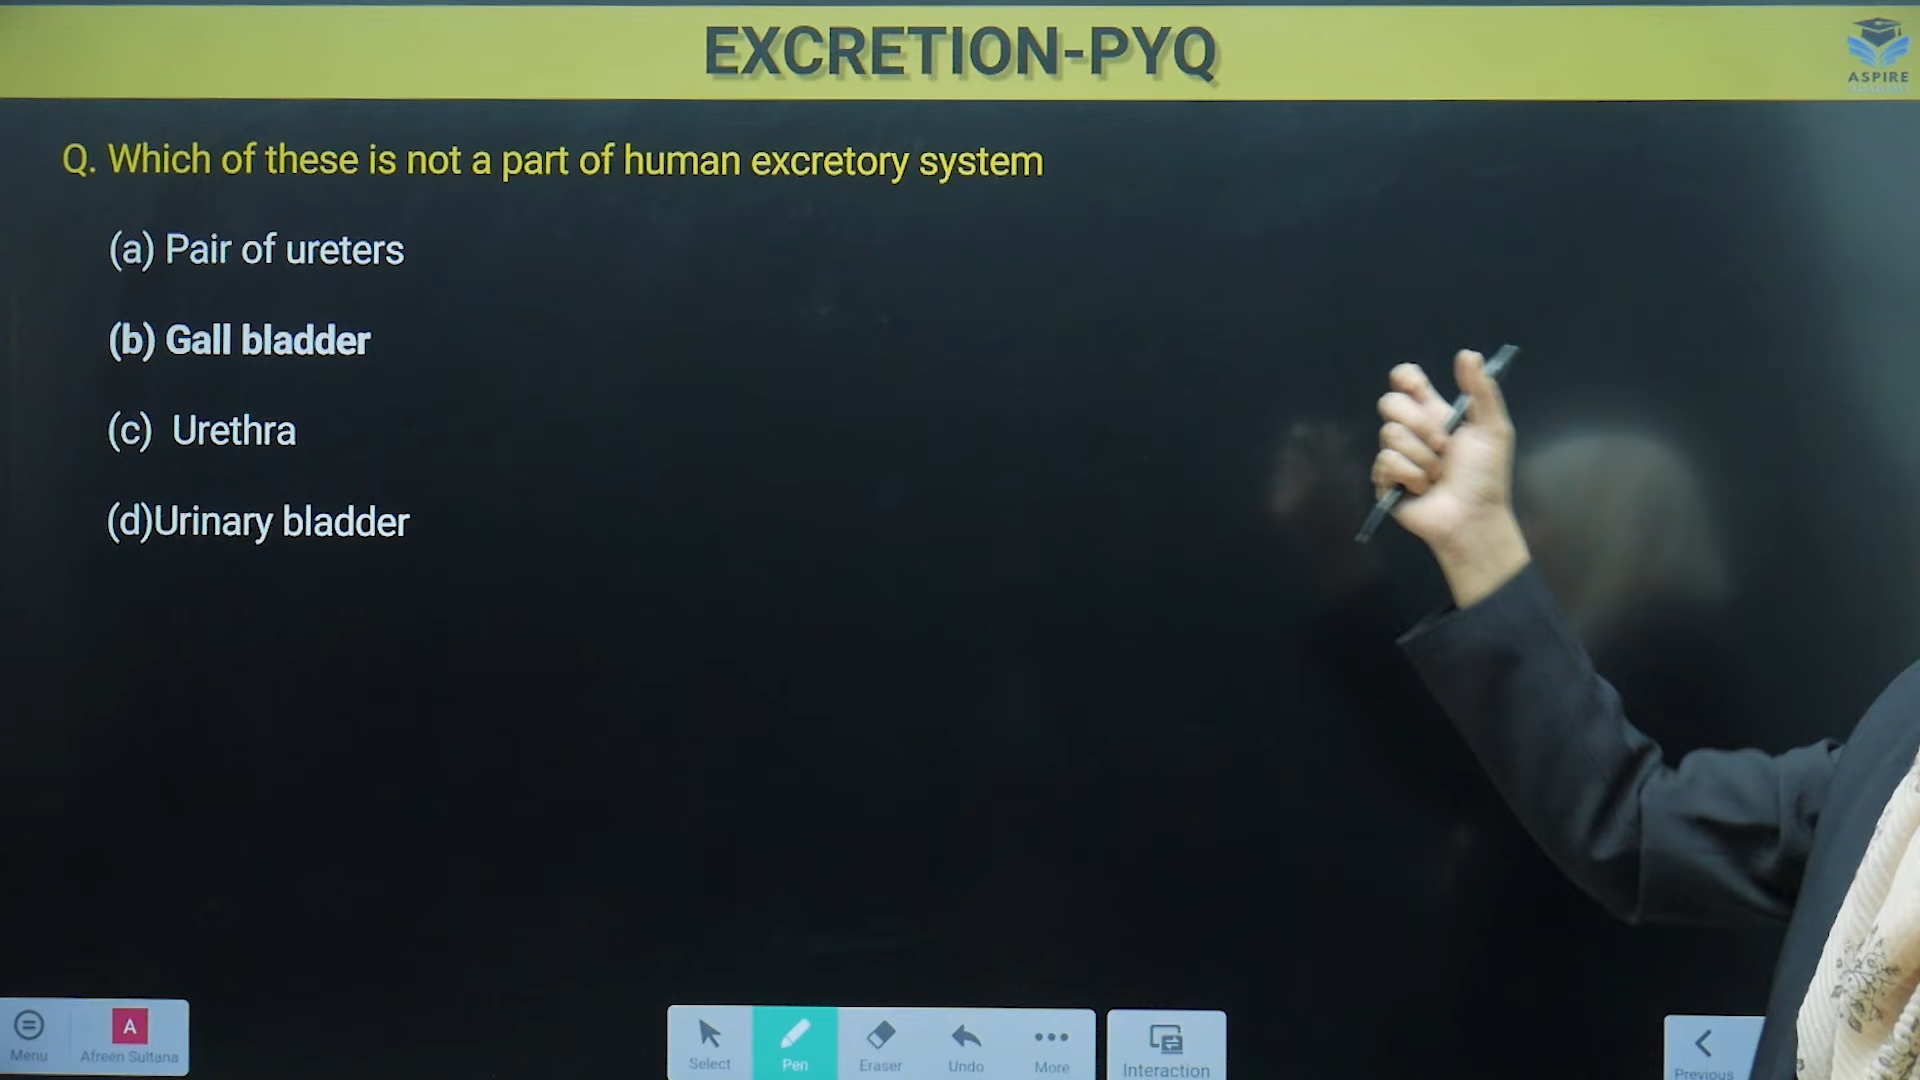 EXCRETION-PYQ
ASPIRE
Q. Which of these is not a part of human excretory system
(a) Pair of ureters
(b) Gall bladder
(c) Urethra
(d)Urinary bladder
Menu
A
Afreen Sultana
Select
Pen
Eraser
Undo
More
Interaction
Previous